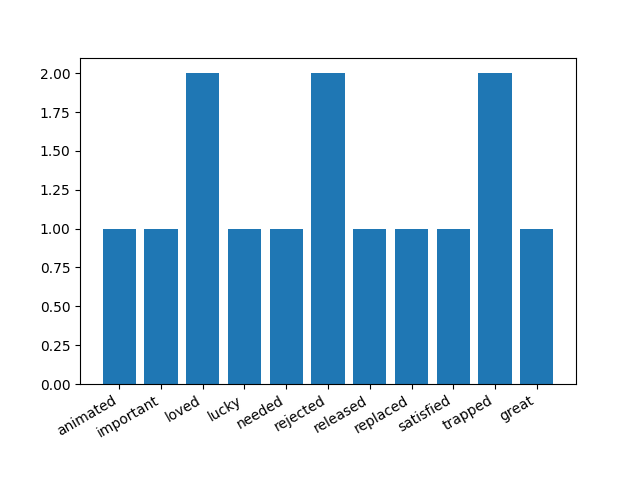 2.00
1.75
1.50
1.25
1.00
0.75
0.50
0.25
0.00
animated
important
loved
lucky
needed
rejected
released
replaced
satisfied
trapped
great